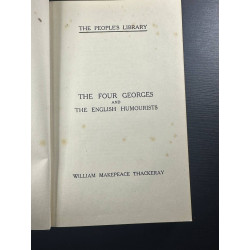 THE PEOPLE'S LIBRARY
THE FOUR GEORGES
AND
THE ENGLISH HUMOURISTS
WILLIAM MAKEPEACE THACKERAY